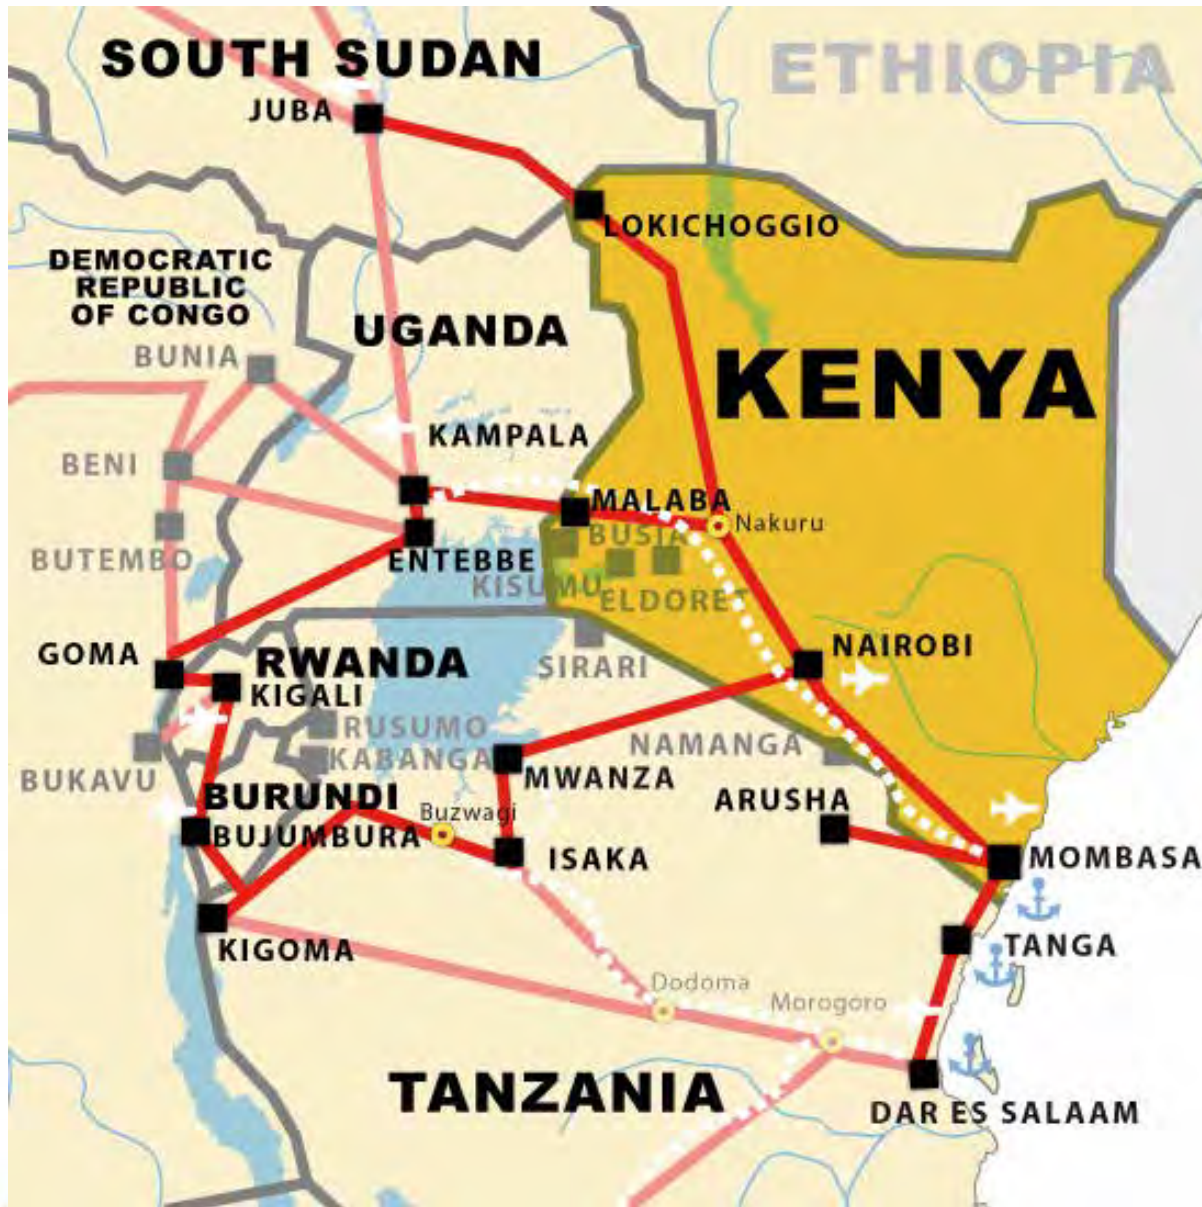 SOUTH SUDAN
ETHIOPIA
JUBA
LOKICHOGGIO
DEMOCRATIC
REPUBLIC
OF CONGO
UGANDA
BUNIA
KENYA
KAMPALA
BENI
MALABA
Nakuru
BUSIA
BUTEMBO
ENTEBBE
KISUMU
ELDORET
GOMA
RWANDA
NAIROBI
SIRARI
KIGALI
RUSUMO
NAMANGA
KABANGA
BUKAVU
MWANZA
BURUNDI
ARUSHA
Buzwagi
BUJUMBURA
ISAKA
MOMBASA
KIGOMA
TANGA
Dodoma
Morogoro
TANZANIA
DAR ES SALAAM